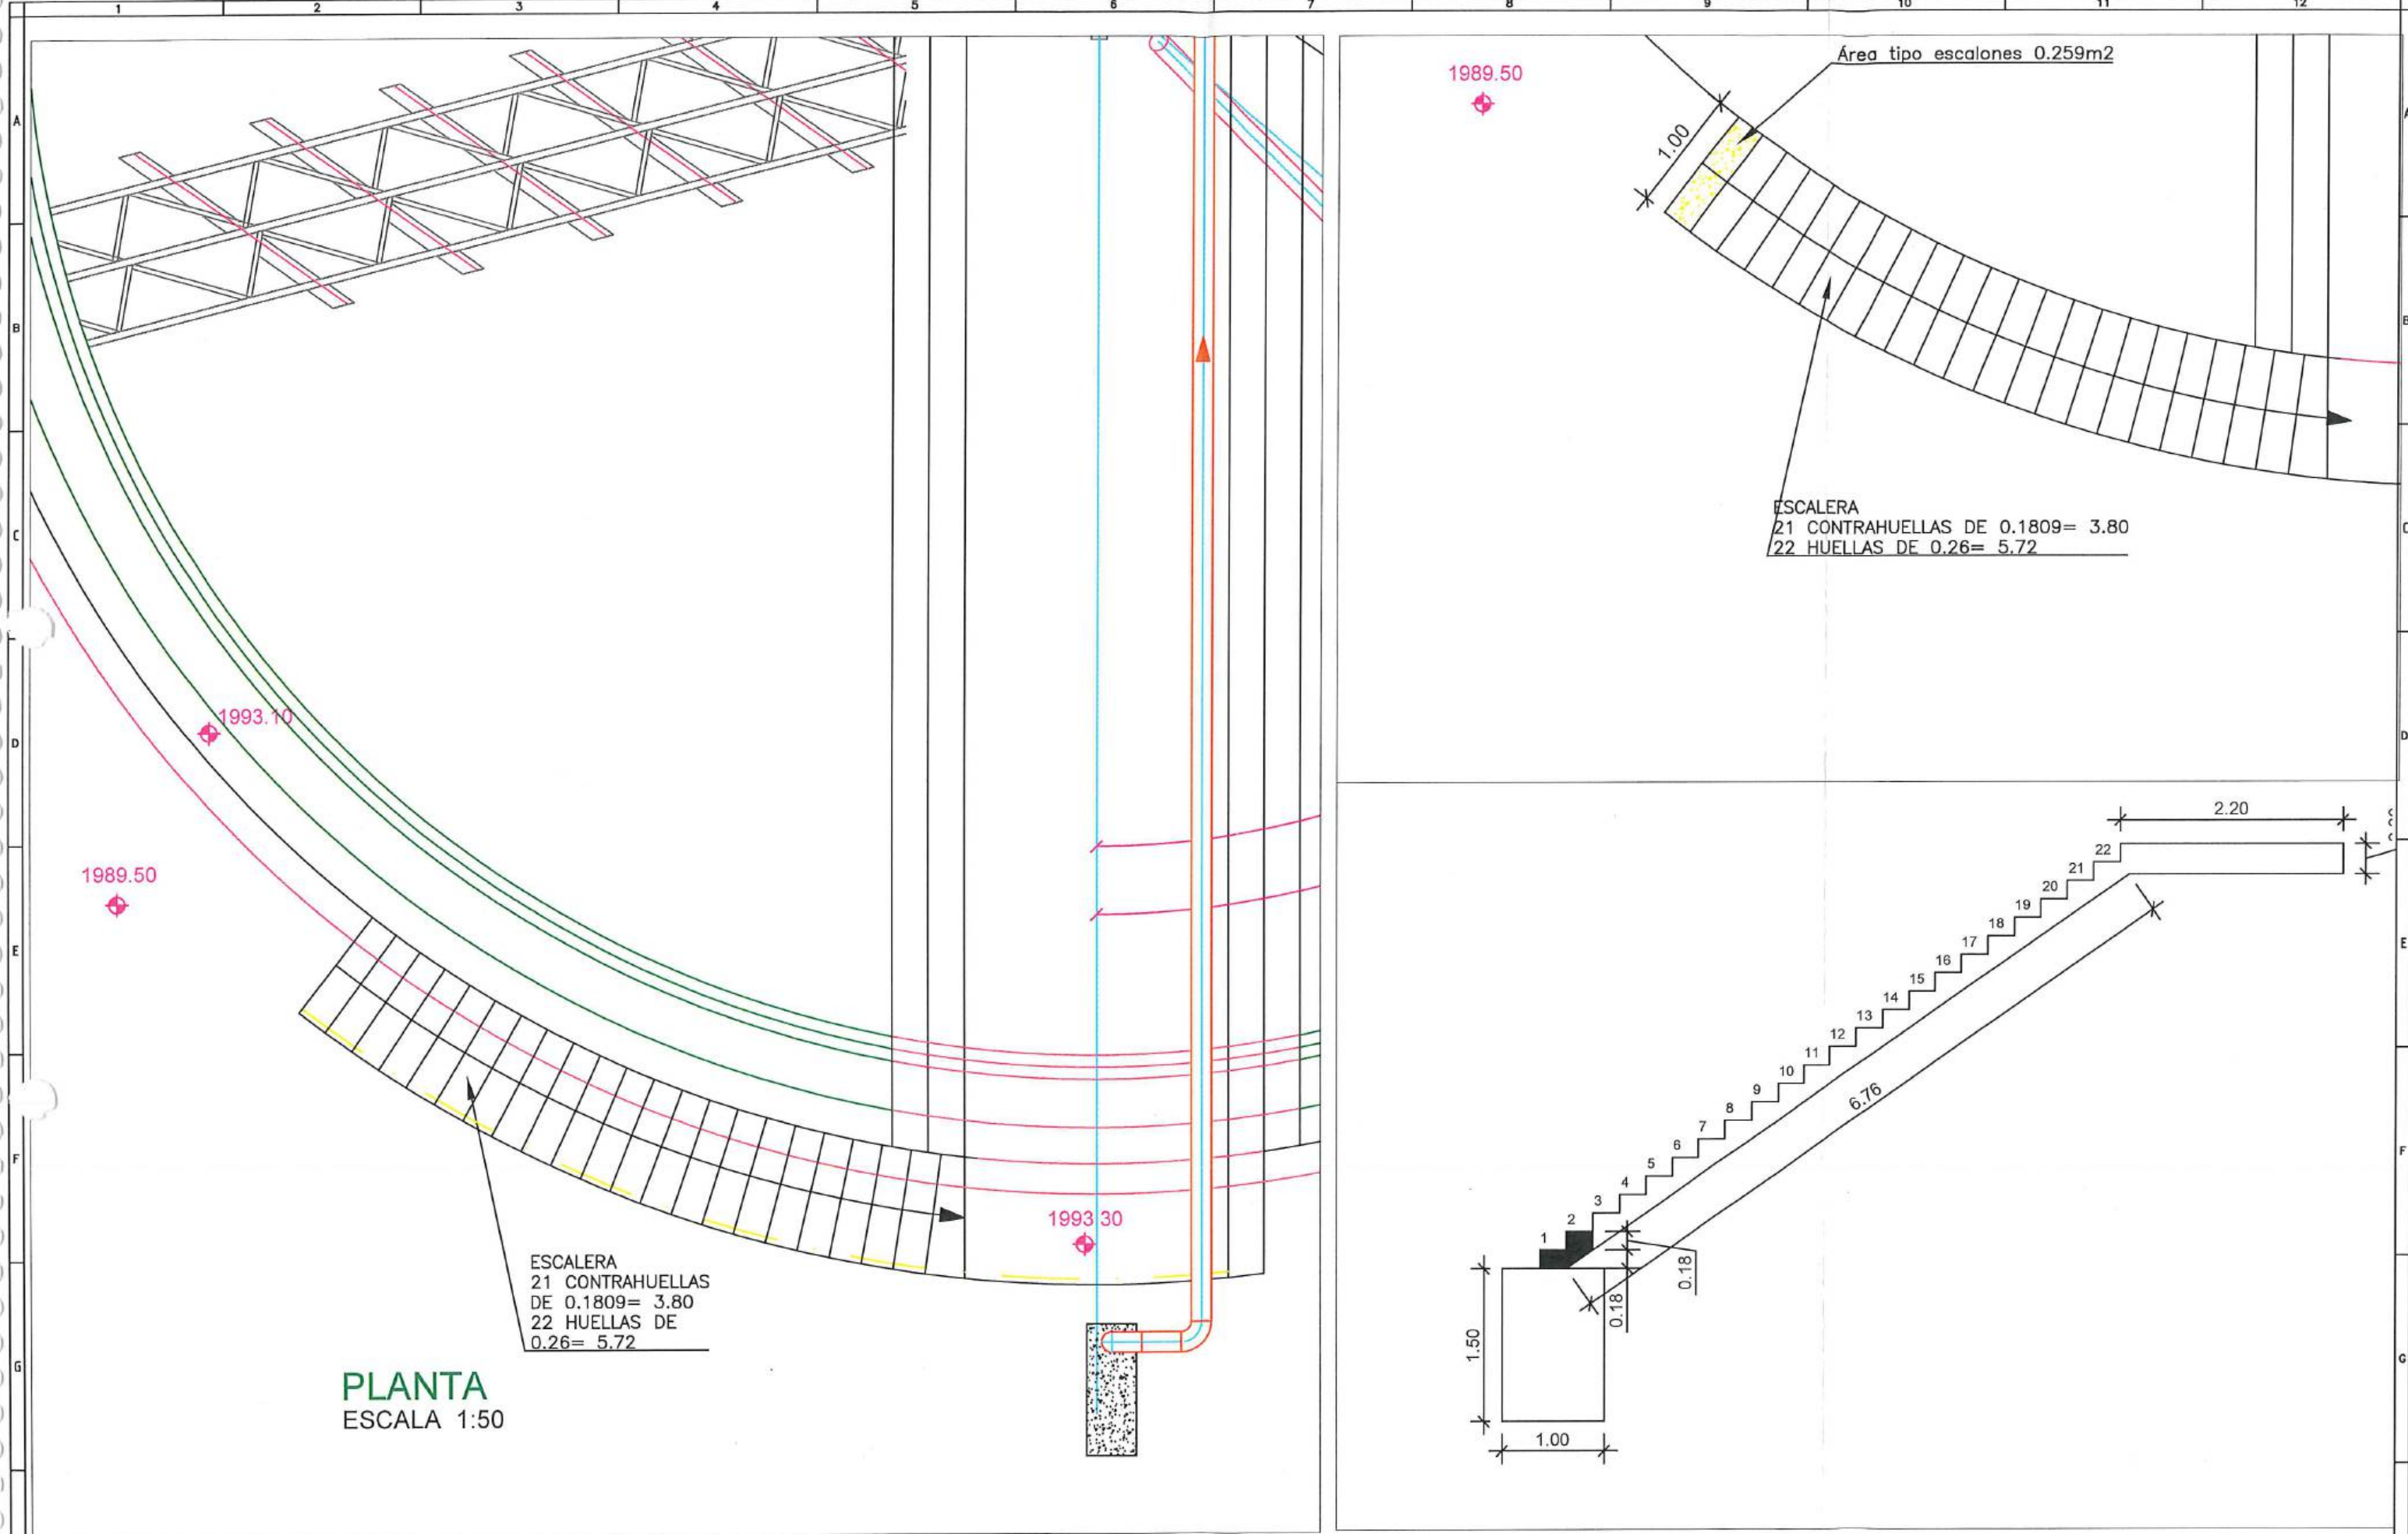 1 2 3 4 5 6 7 8 9 10 11 12
A
B
C
D
E
F
G
1993.10
1989.50
1993.30
ESCALERA
21 CONTRAHUELLAS
DE 0.1809= 3.80
22 HUELLAS DE
0.26= 5.72
PLANTA
ESCALA 1:50
1989.50
Área tipo escalones 0.259m2
1.00
ESCALERA
21 CONTRAHUELLAS DE 0.1809= 3.80
22 HUELLAS DE 0.26= 5.72
2.20
22
21
20
19
18
17
16
15
14
13
12
11
10
9
8
7
6
5
4
3
2
1
6.76
0.18
0.18
1.50
1.00
A
B
C
D
E
F
G